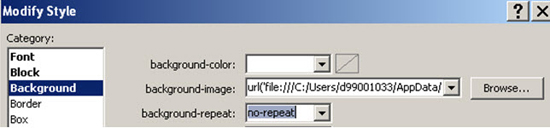 Modify Style
Category:
Font
Block
Background
Border
Box
background-color:
background-image: url('file:///C:/Users/d99001033/AppData/ Browse...
background-repeat: no-repeat